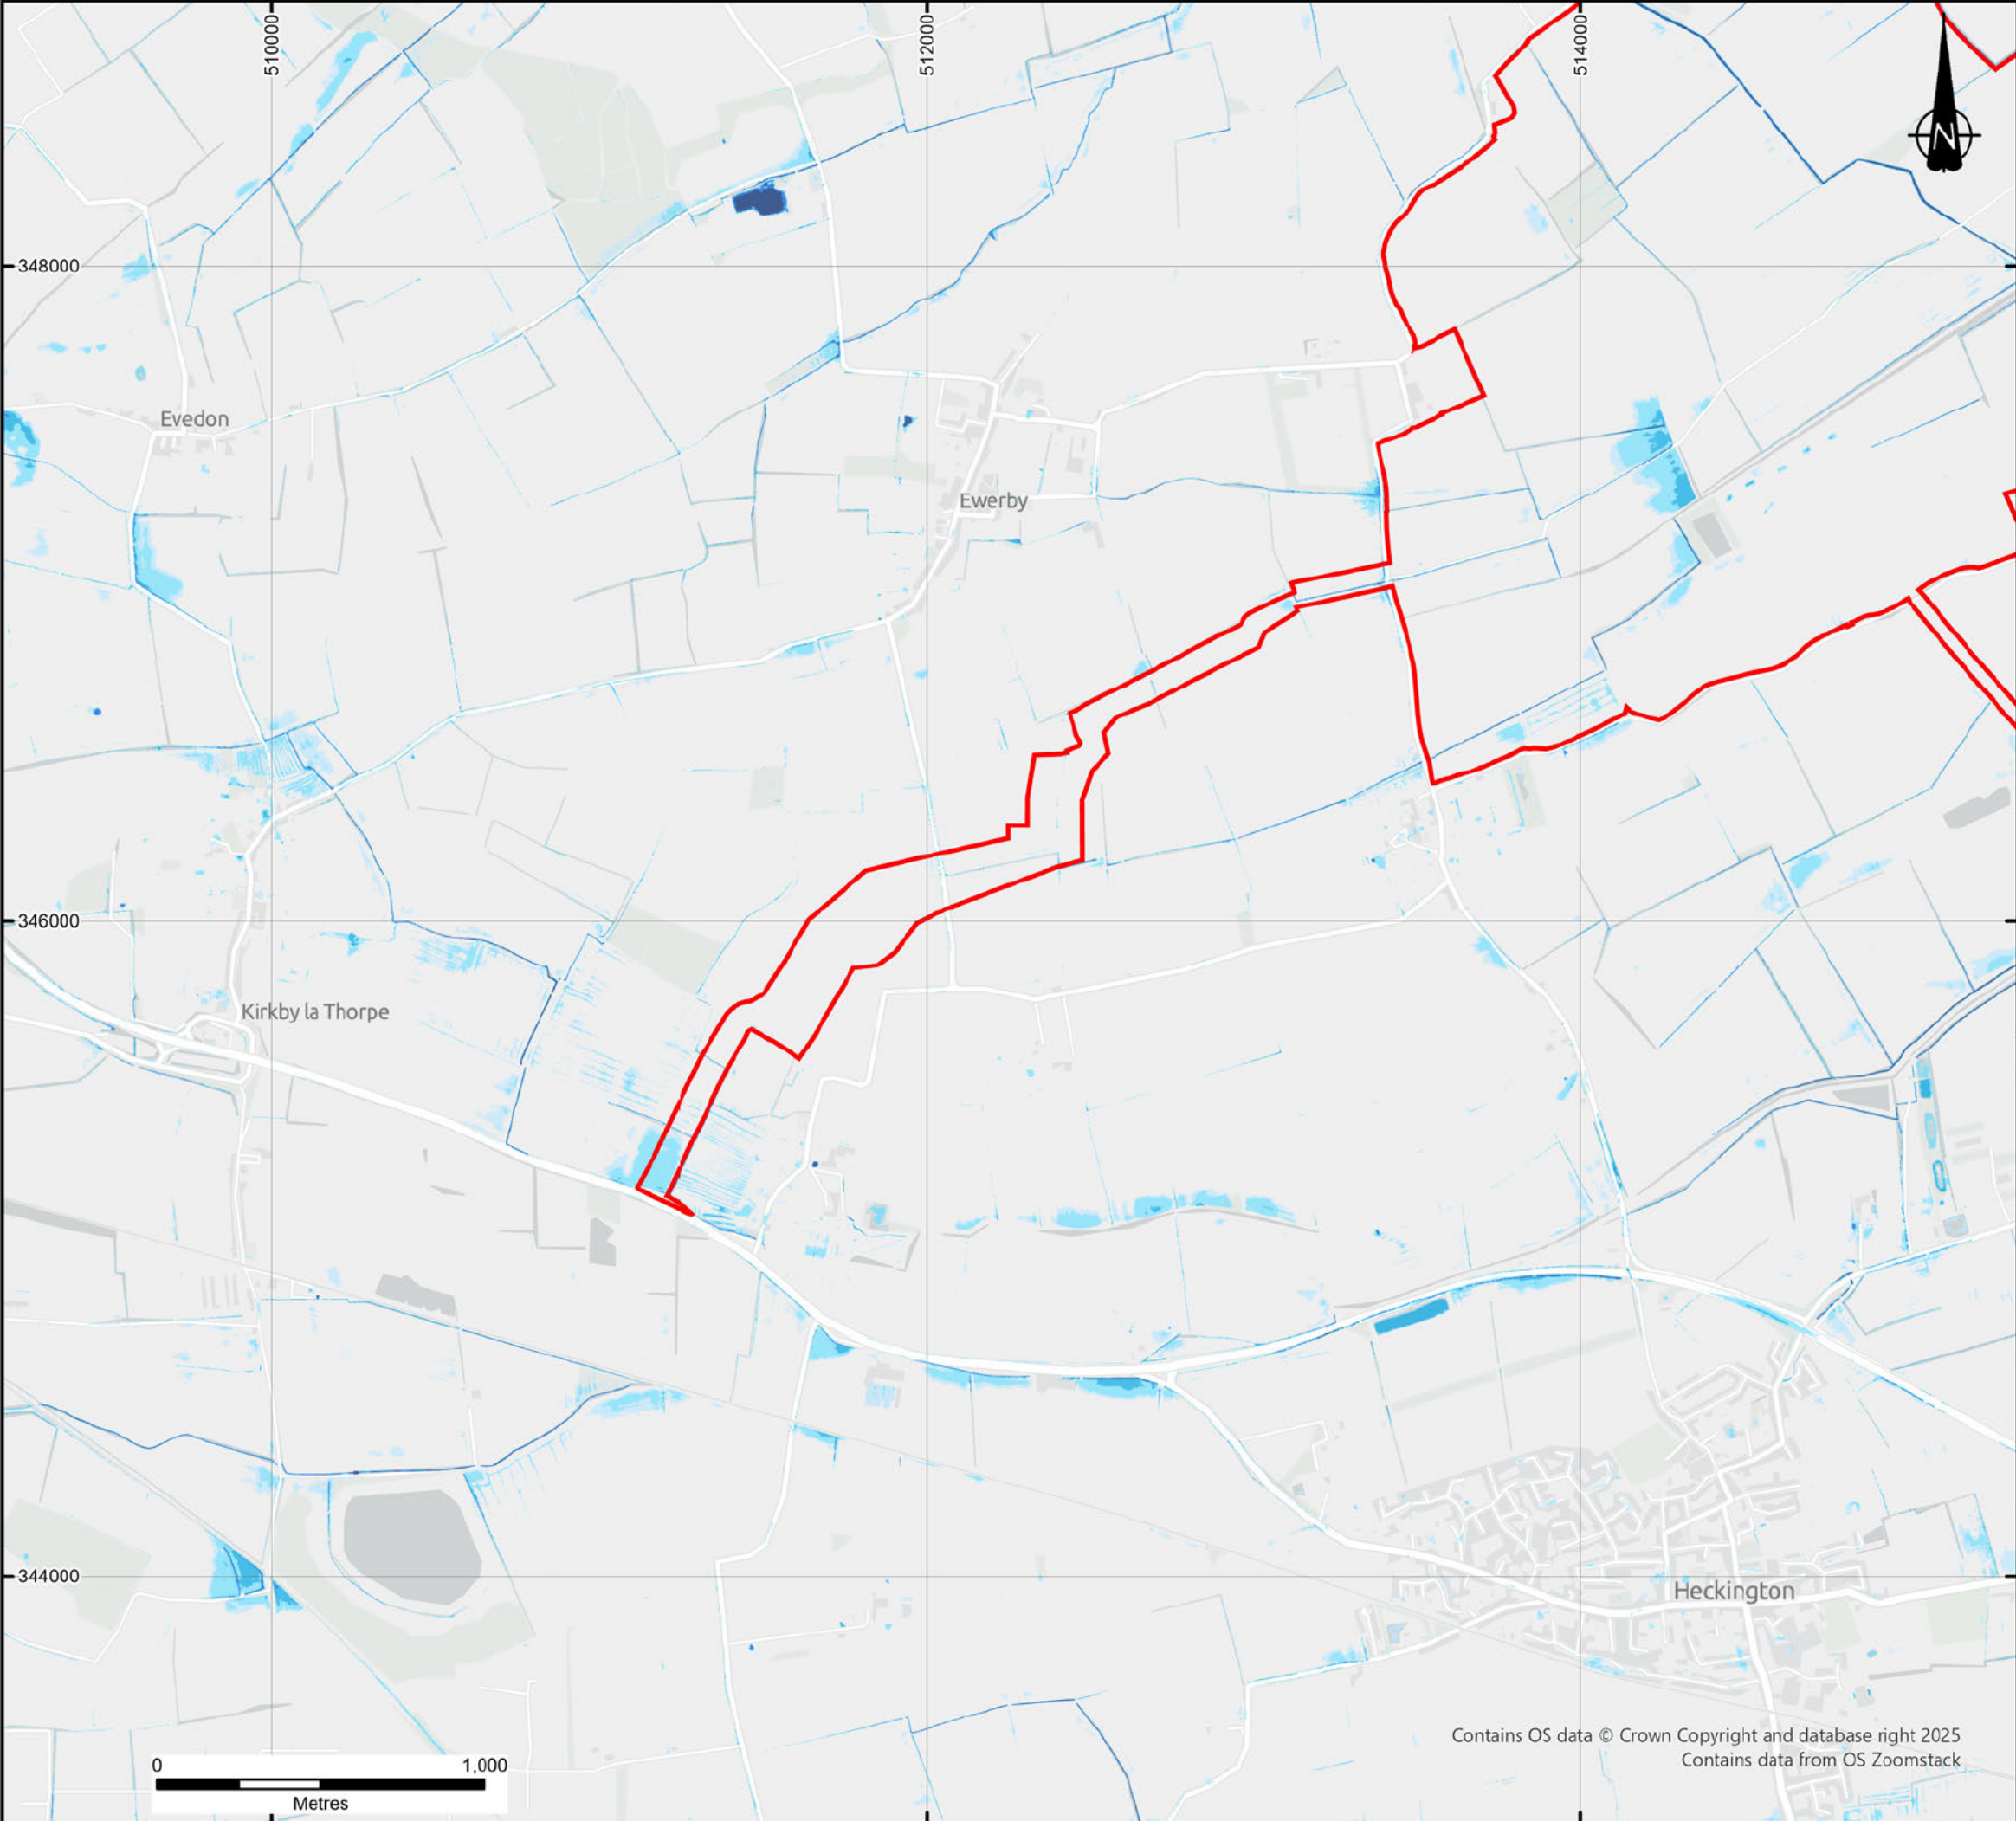 510000
512000
514000
N
348000
Evedon
Ewerby
346000
Kirkby la Thorpe
344000
Heckington
Contains OS data © Crown Copyright and database right 2025
Contains data from OS Zoomstack
0 1,000
Metres